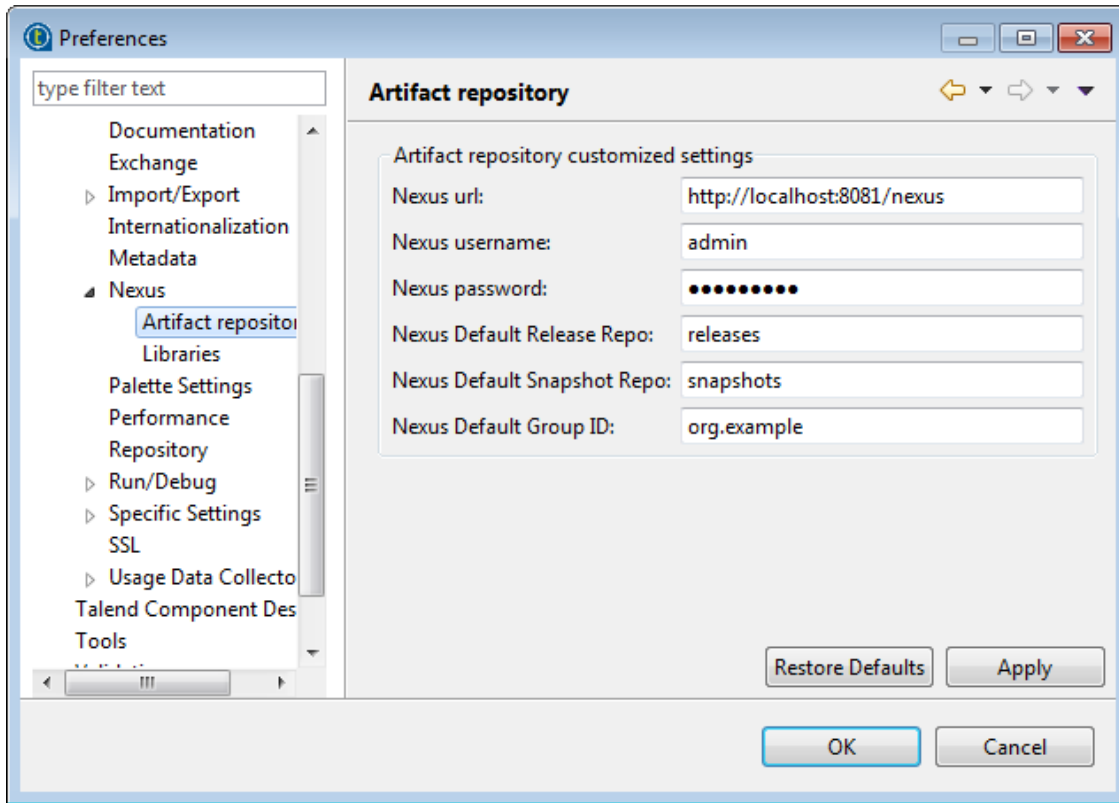 Preferences
type filter text
Documentation
Exchange
Import/Export
Internationalization
Metadata
Nexus
Artifact repositor
Libraries
Palette Settings
Performance
Repository
Run/Debug
Specific Settings
SSL
Usage Data Collecto
Talend Component Des
Tools
Artifact repository
Artifact repository customized settings
Nexus url: http://localhost:8081/nexus
Nexus username: admin
Nexus password: ●●●●●●●●●
Nexus Default Release Repo: releases
Nexus Default Snapshot Repo: snapshots
Nexus Default Group ID: org.example
Restore Defaults Apply
OK Cancel